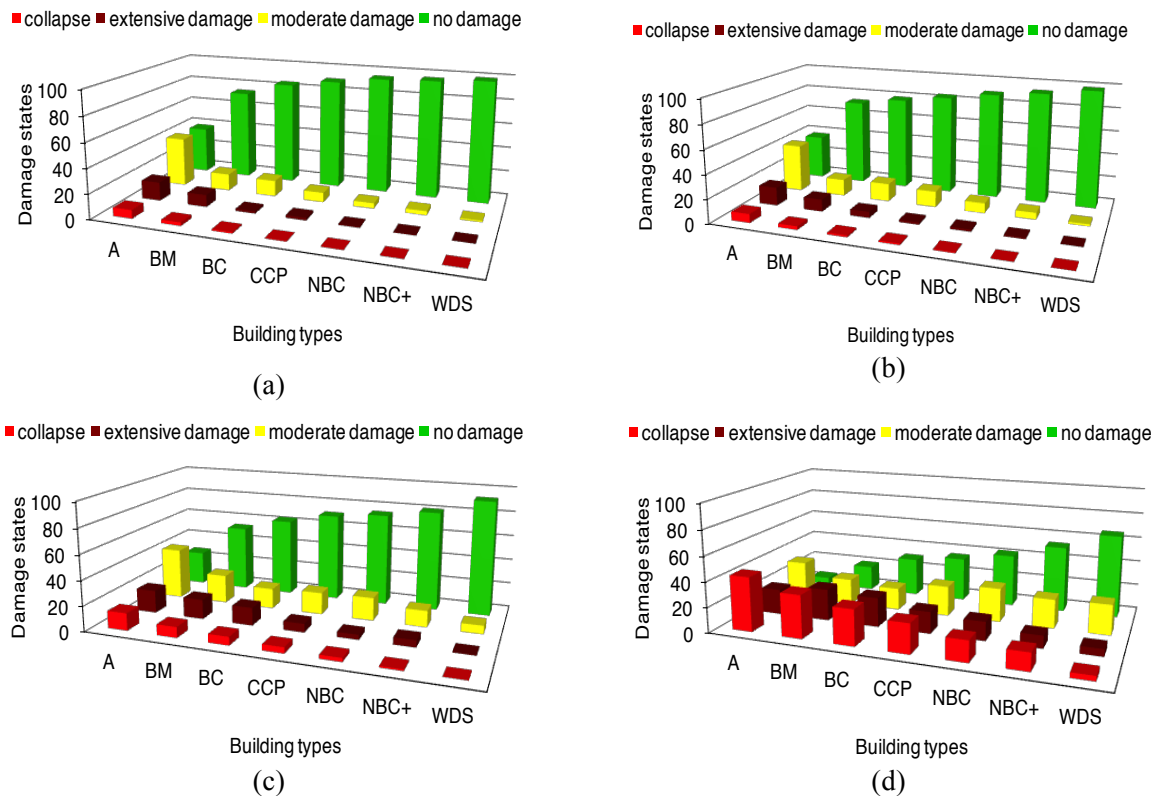 collapse extensive damage moderate damage no damage
Damage states
100
80
60
40
20
0
A BM BC CCP NBC NBC+ WDS
Building types
(a)
collapse extensive damage moderate damage no damage
Damage states
100
80
60
40
20
0
A BM BC CCP NBC NBC+ WDS
Building types
(b)
collapse extensive damage moderate damage no damage
Damage states
100
80
60
40
20
0
A BM BC CCP NBC NBC+ WDS
Building types
(c)
collapse extensive damage moderate damage no damage
Damage states
100
80
60
40
20
0
A BM BC CCP NBC NBC+ WDS
Building types
(d)